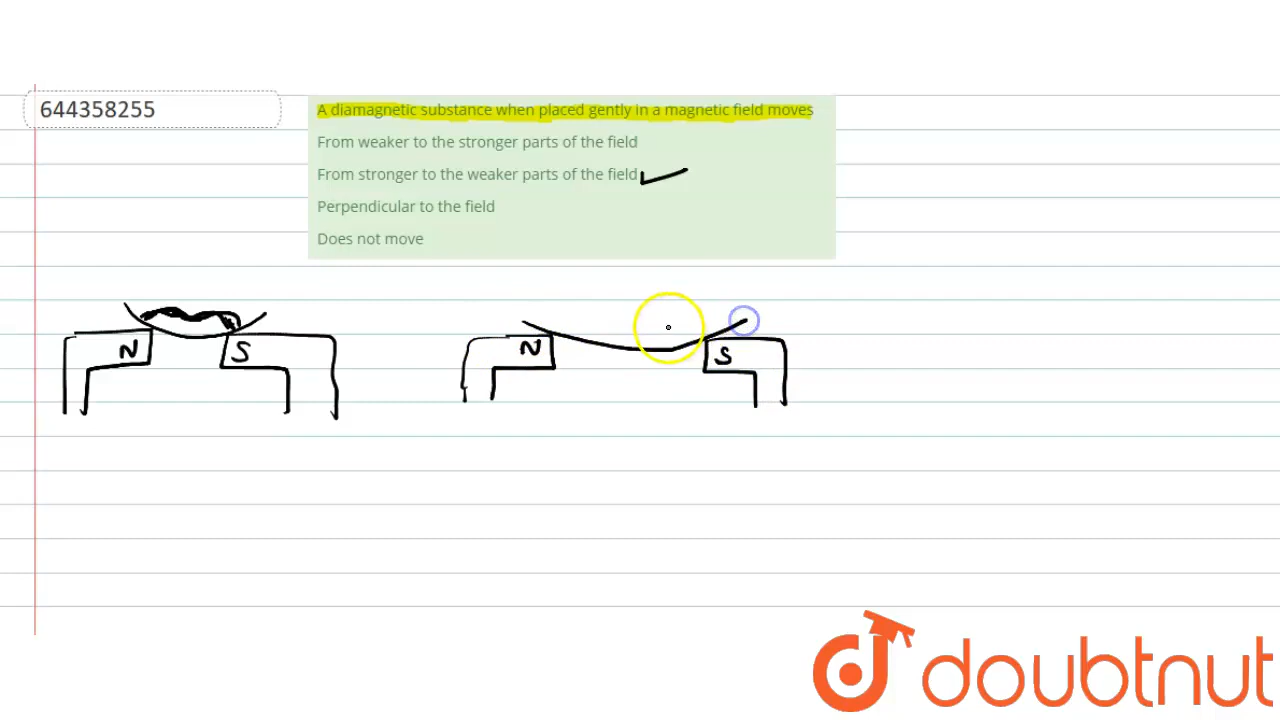 644358255
A diamagnetic substance when placed gently in a magnetic field moves
From weaker to the stronger parts of the field
From stronger to the weaker parts of the field
Perpendicular to the field
Does not move
N S N S
doubtnut